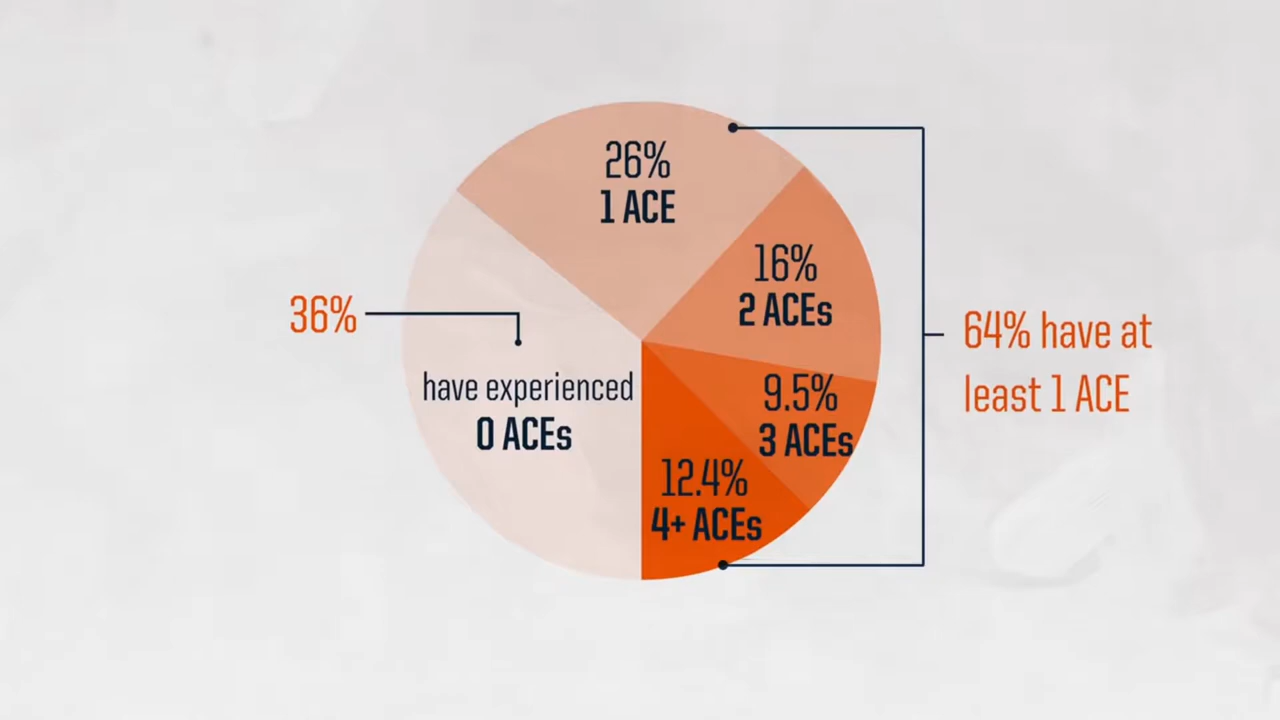 26%
1 ACE
16%
2 ACEs
36%
64% have at
least 1 ACE
have experienced
0 ACEs
9.5%
3 ACEs
12.4%
4+ ACEs